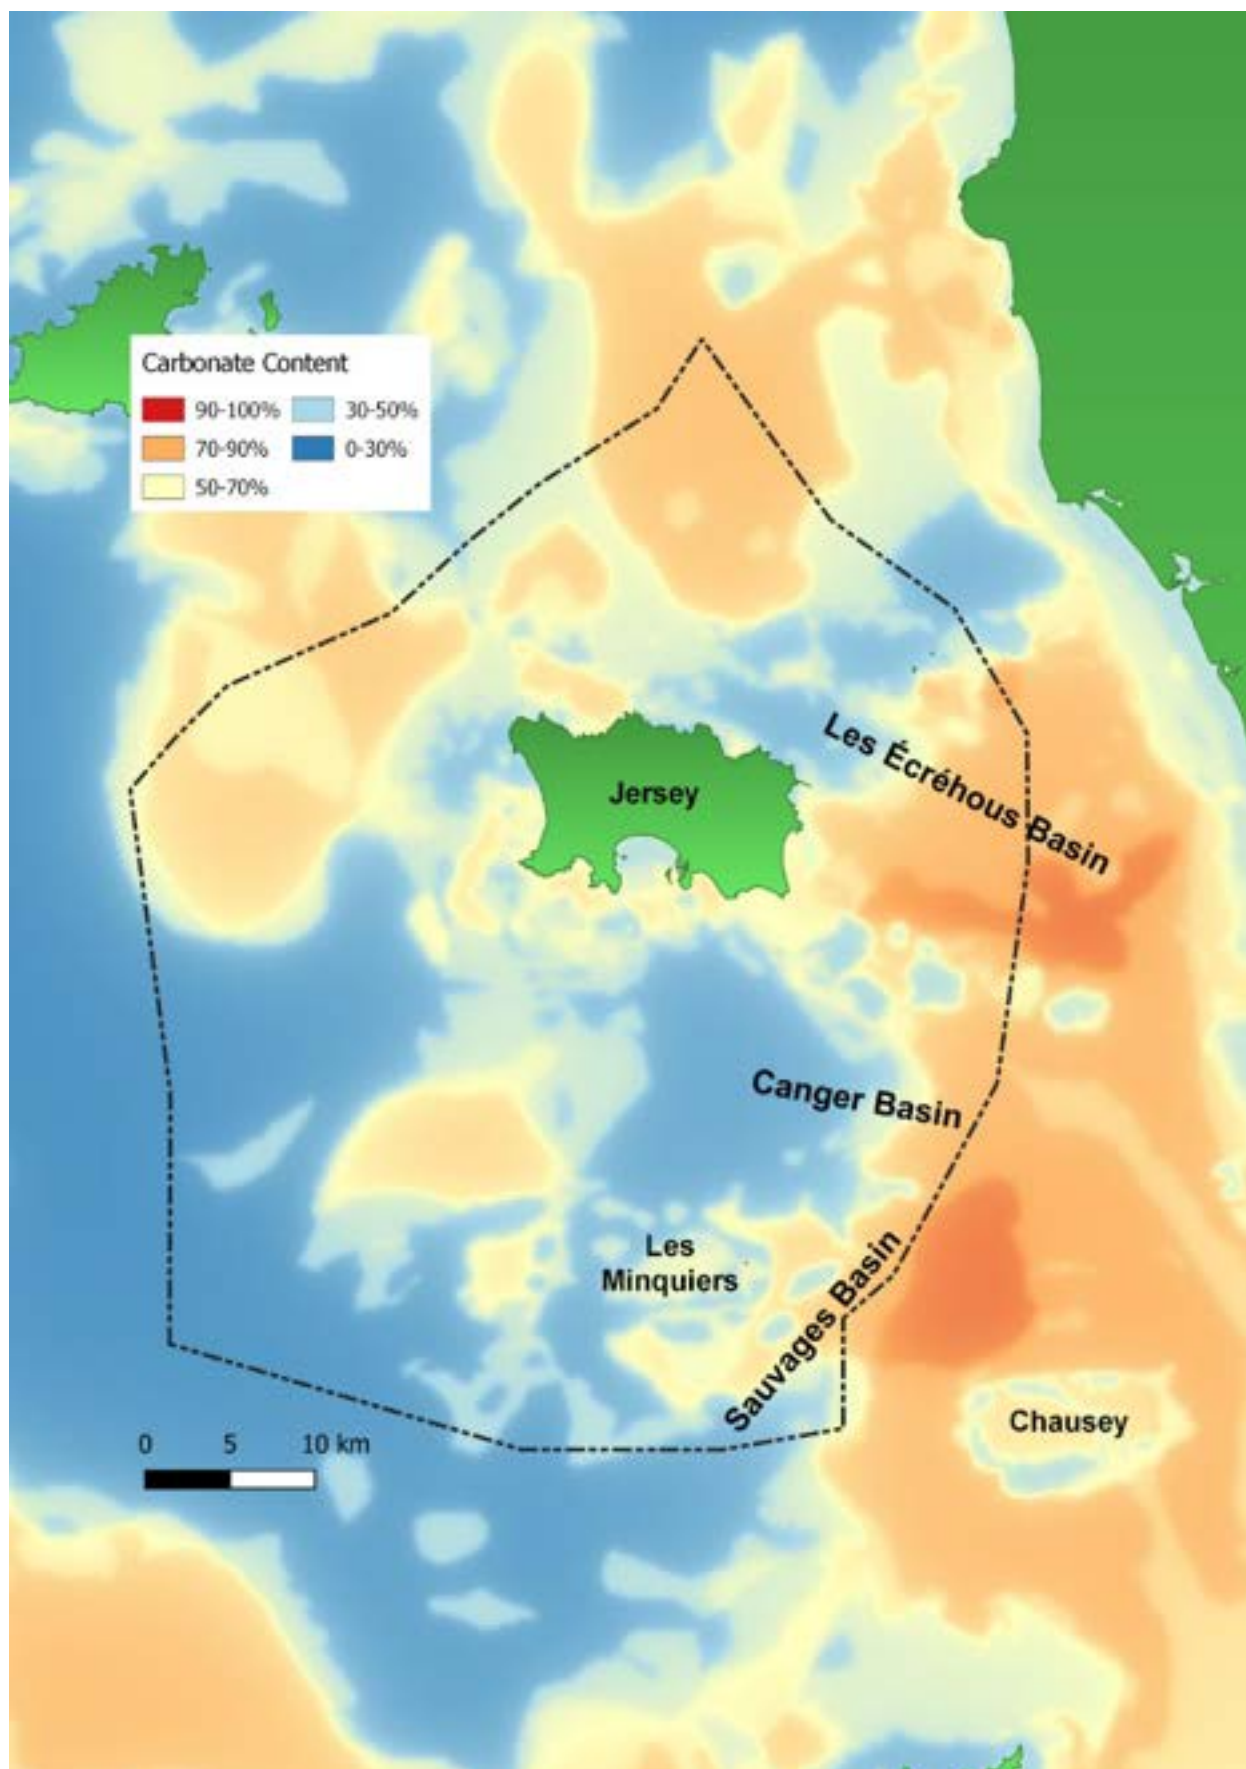 Carbonate Content
90-100%
30-50%
70-90%
0-30%
50-70%
Les Écréhous Basin
Jersey
Canger Basin
Les
Minquiers
Sauvages Basin
Chausey
0 5 10 km